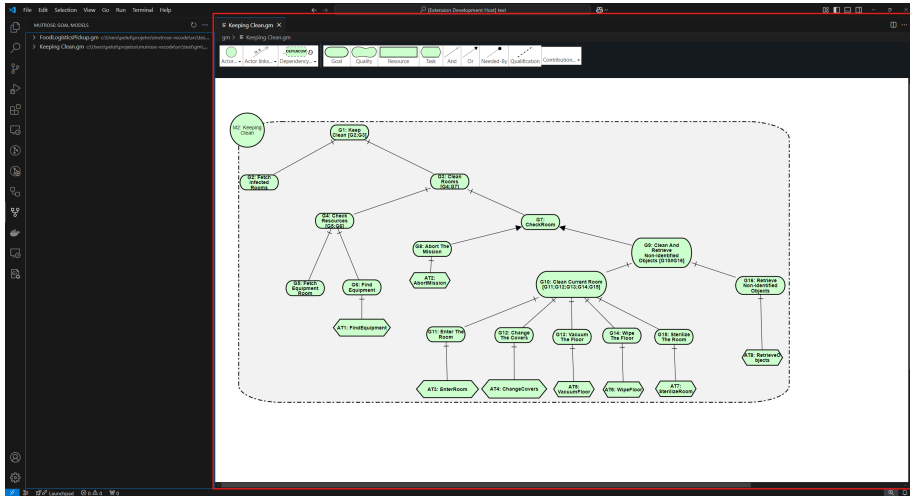 File Edit Selection View Go Run Terminal Help
[Extension Development Host] test
MUTROSE: GOAL MODELS
FoodLogisticsPickup.gm
Keeping Clean.gm
Keeping Clean.gm
gm > Keeping Clean.gm
Actor...
Actor links...
DEPENDUM
Dependency...
Goal
Quality
Resource
Task
And
Or
Needed-By
Qualification
Contribution...
M2: Keeping
Clean
G1: Keep
Clean [G2;G3]
G2: Fetch
Infected
Rooms
G3: Clean
Rooms
[G4;G7]
G4: Check
Resources
[G5;G6]
G7:
CheckRoom
G5: Fetch
Equipment
Room
G6: Find
Equipment
AT1: FindEquipment
G8: Abort The
Mission
AT2:
AbortMission
G9: Clean And
Retrieve
Non-Identified
Objects [G10#G16]
G10: Clean Current Room
[G11;G12;G13;G14;G15]
G16: Retrieve
Non-Identified
Objects
G11: Enter The
Room
G12: Change
The Covers
G13: Vacuum
The Floor
G14: Wipe
The Floor
G15: Sterilize
The Room
AT8: RetrievedO
bjects
AT3: EnterRoom
AT4: ChangeCovers
AT5:
VacuumFloor
AT6: WipeFloor
AT7:
SterilizeRoom
Launchpad 0 0 0